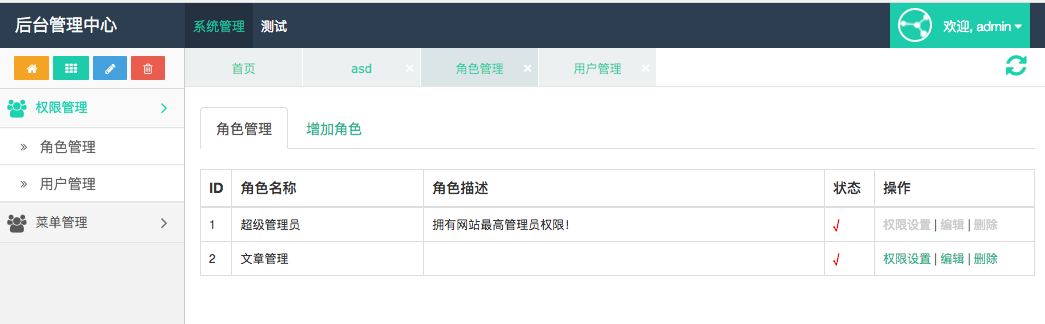 后台管理中心 系统管理 测试 欢迎, admin
首页 asd × 角色管理 × 用户管理 ×
权限管理
角色管理
用户管理
菜单管理
角色管理 增加角色
ID 角色名称 角色描述 状态 操作
1 超级管理员 拥有网站最高管理员权限! √ 权限设置 | 编辑 | 删除
2 文章管理 √ 权限设置 | 编辑 | 删除